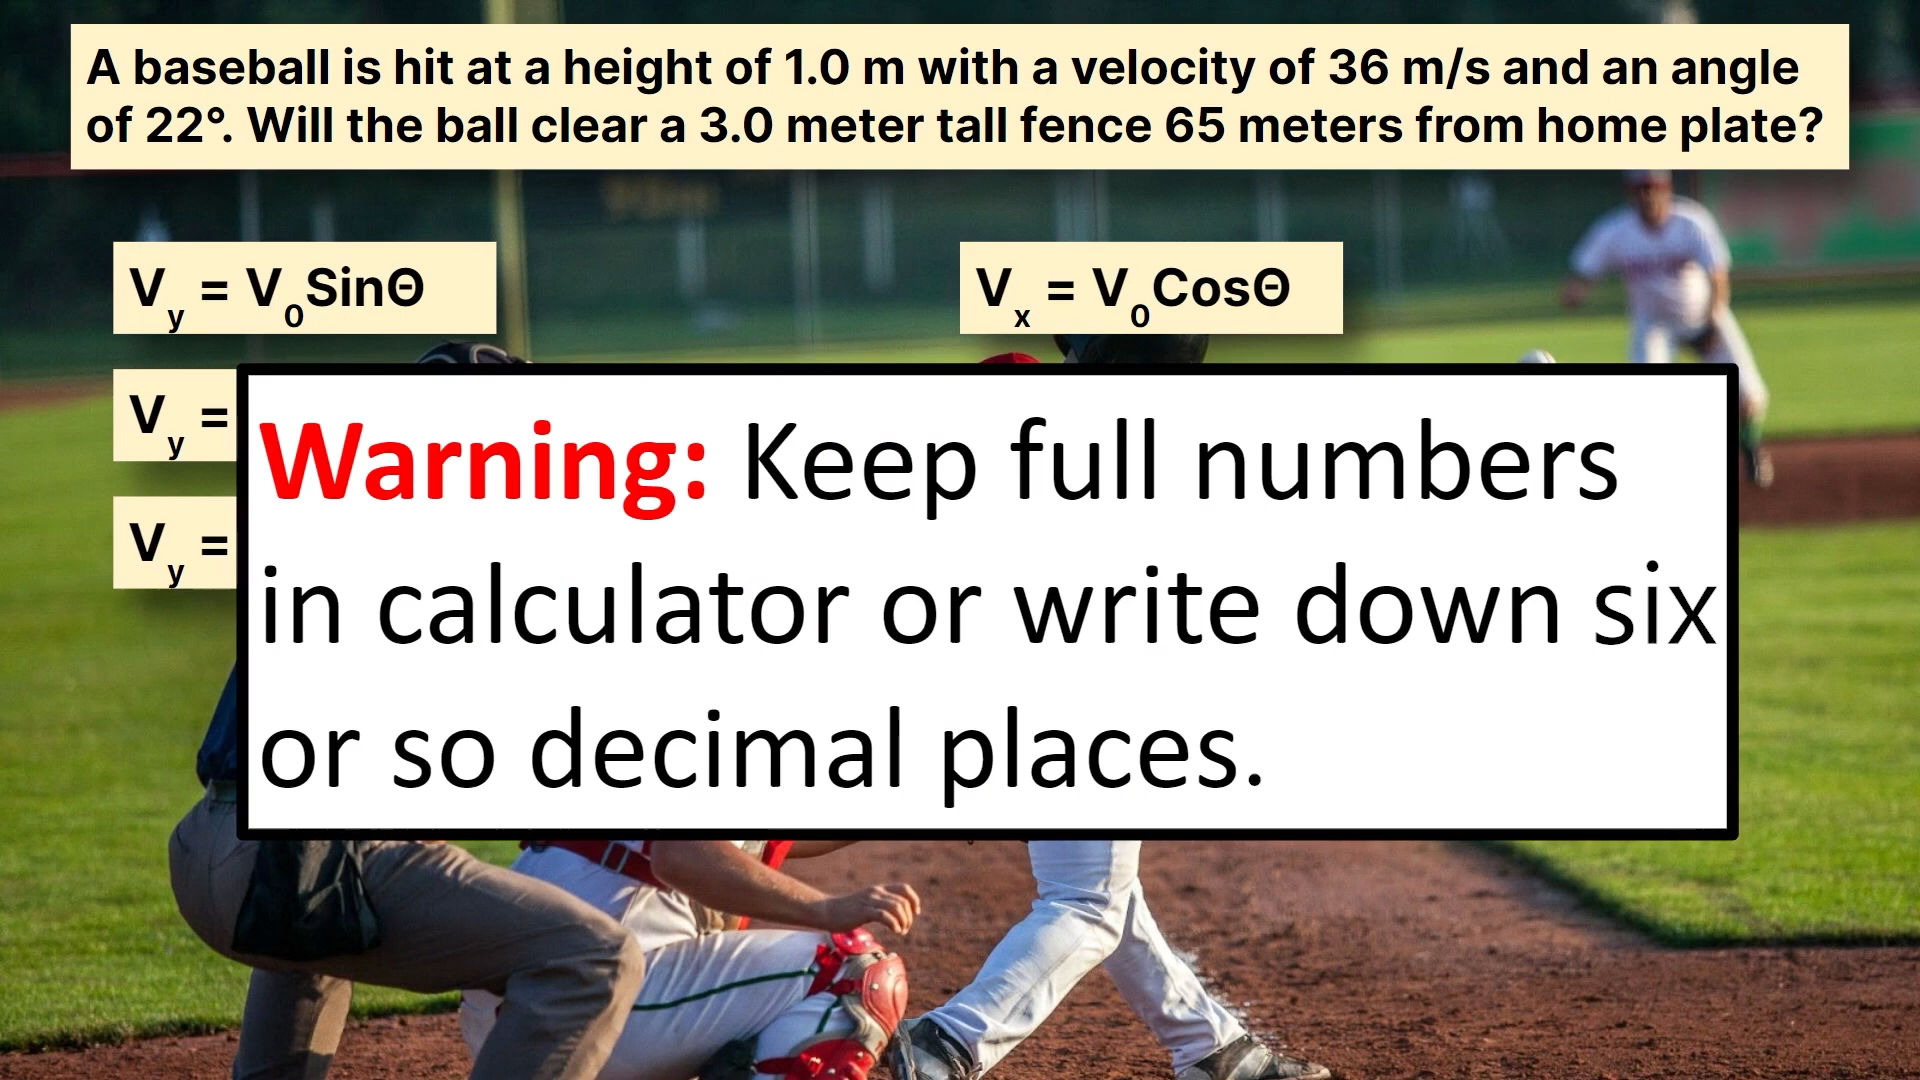 A baseball is hit at a height of 1.0 m with a velocity of 36 m/s and an angle
of 22°. Will the ball clear a 3.0 meter tall fence 65 meters from home plate?
Vy = V0SinΘ
Vx = V0CosΘ
Vy =
Vy =
Warning: Keep full numbers
in calculator or write down six
or so decimal places.